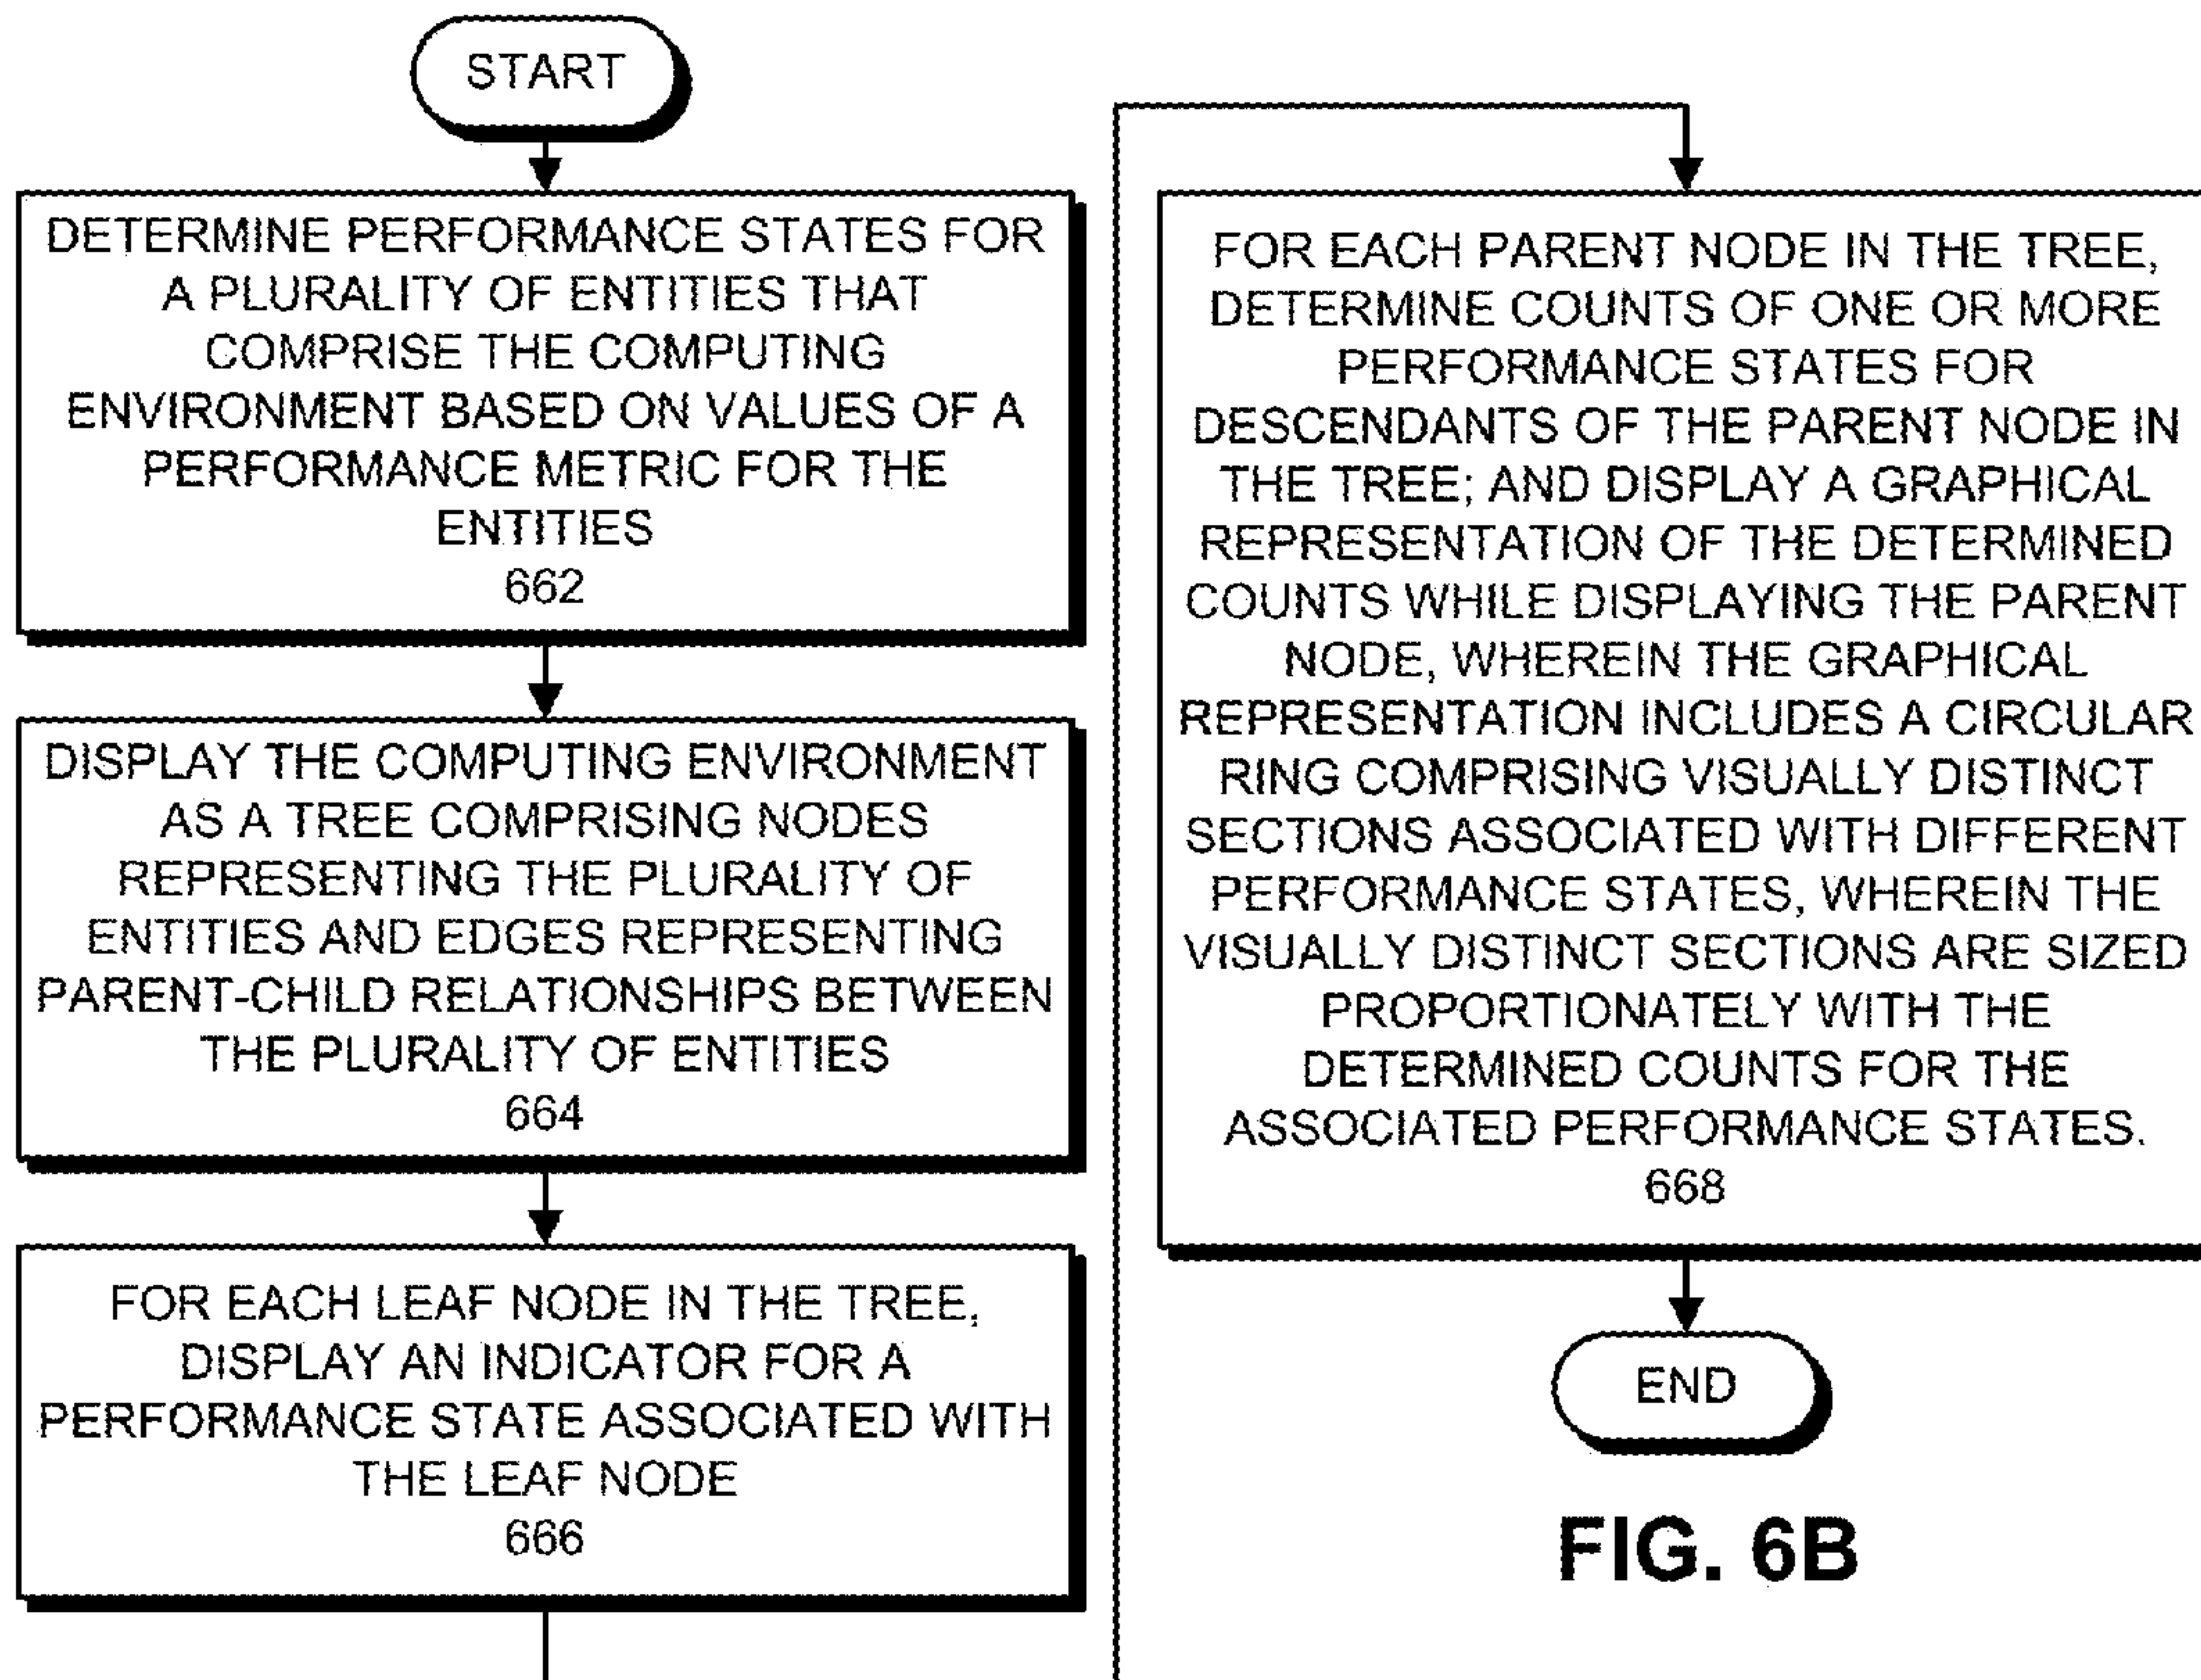 START
DETERMINE PERFORMANCE STATES FOR
A PLURALITY OF ENTITIES THAT
COMPRISE THE COMPUTING
ENVIRONMENT BASED ON VALUES OF A
PERFORMANCE METRIC FOR THE
ENTITIES
662
DISPLAY THE COMPUTING ENVIRONMENT
AS A TREE COMPRISING NODES
REPRESENTING THE PLURALITY OF
ENTITIES AND EDGES REPRESENTING
PARENT-CHILD RELATIONSHIPS BETWEEN
THE PLURALITY OF ENTITIES
664
FOR EACH LEAF NODE IN THE TREE,
DISPLAY AN INDICATOR FOR A
PERFORMANCE STATE ASSOCIATED WITH
THE LEAF NODE
666
FOR EACH PARENT NODE IN THE TREE,
DETERMINE COUNTS OF ONE OR MORE
PERFORMANCE STATES FOR
DESCENDANTS OF THE PARENT NODE IN
THE TREE; AND DISPLAY A GRAPHICAL
REPRESENTATION OF THE DETERMINED
COUNTS WHILE DISPLAYING THE PARENT
NODE, WHEREIN THE GRAPHICAL
REPRESENTATION INCLUDES A CIRCULAR
RING COMPRISING VISUALLY DISTINCT
SECTIONS ASSOCIATED WITH DIFFERENT
PERFORMANCE STATES, WHEREIN THE
VISUALLY DISTINCT SECTIONS ARE SIZED
PROPORTIONATELY WITH THE
DETERMINED COUNTS FOR THE
ASSOCIATED PERFORMANCE STATES.
668
END
FIG. 6B